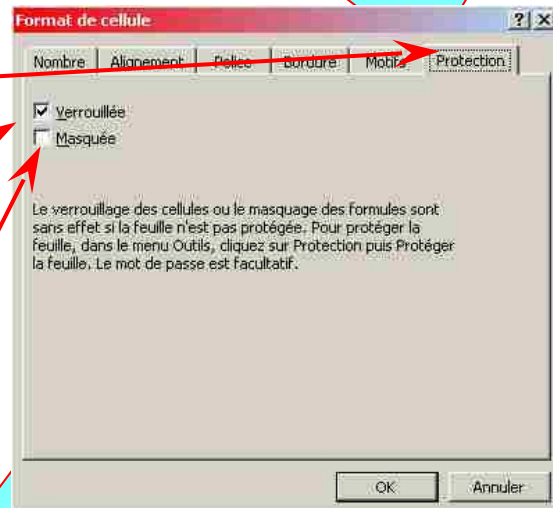 Format de cellule
Nombre Alignement Police Bordure Motifs Protection
Verrouillée
Masquée
Le verrouillage des cellules ou le masquage des formules sont
sans effet si la feuille n'est pas protégée. Pour protéger la
feuille, dans le menu Outils, cliquez sur Protection puis Protéger
la feuille. Le mot de passe est facultatif.
OK Annuler